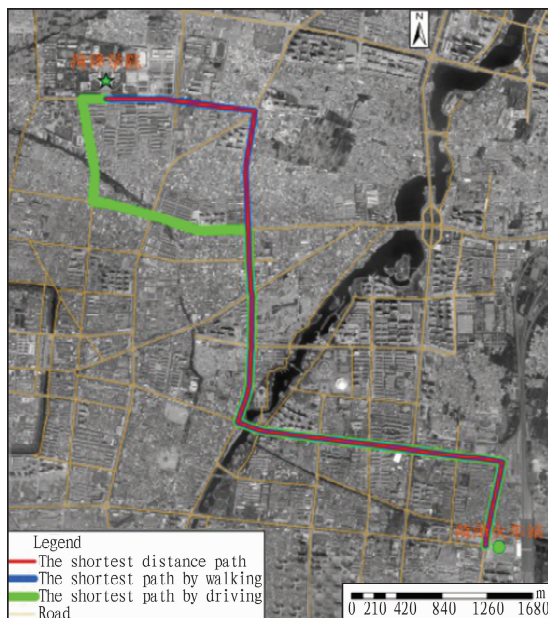 N
Legend
The shortest distance path
The shortest path by walking
The shortest path by driving
Road
m
0 210 420 840 1260 1680